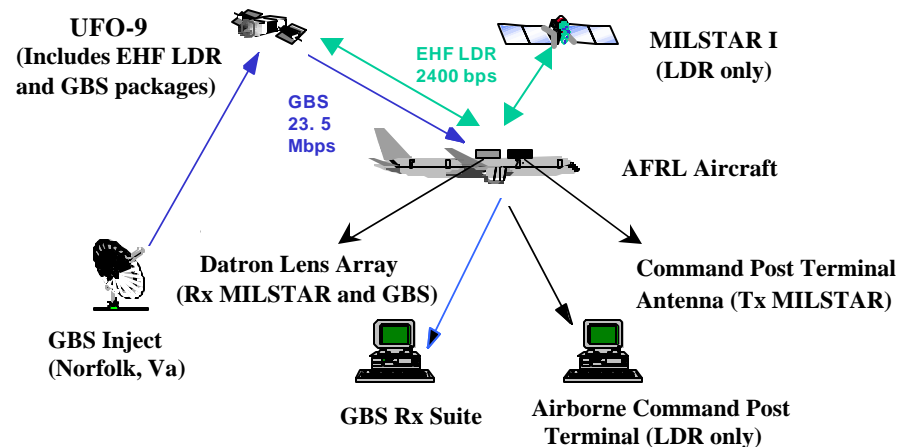 UFO-9
(Includes EHF LDR
and GBS packages)
EHF LDR
2400 bps
MILSTAR I
(LDR only)
GBS
23. 5
Mbps
AFRL Aircraft
Datron Lens Array
(Rx MILSTAR and GBS)
Command Post Terminal
Antenna (Tx MILSTAR)
GBS Inject
(Norfolk, Va)
GBS Rx Suite
Airborne Command Post
Terminal (LDR only)